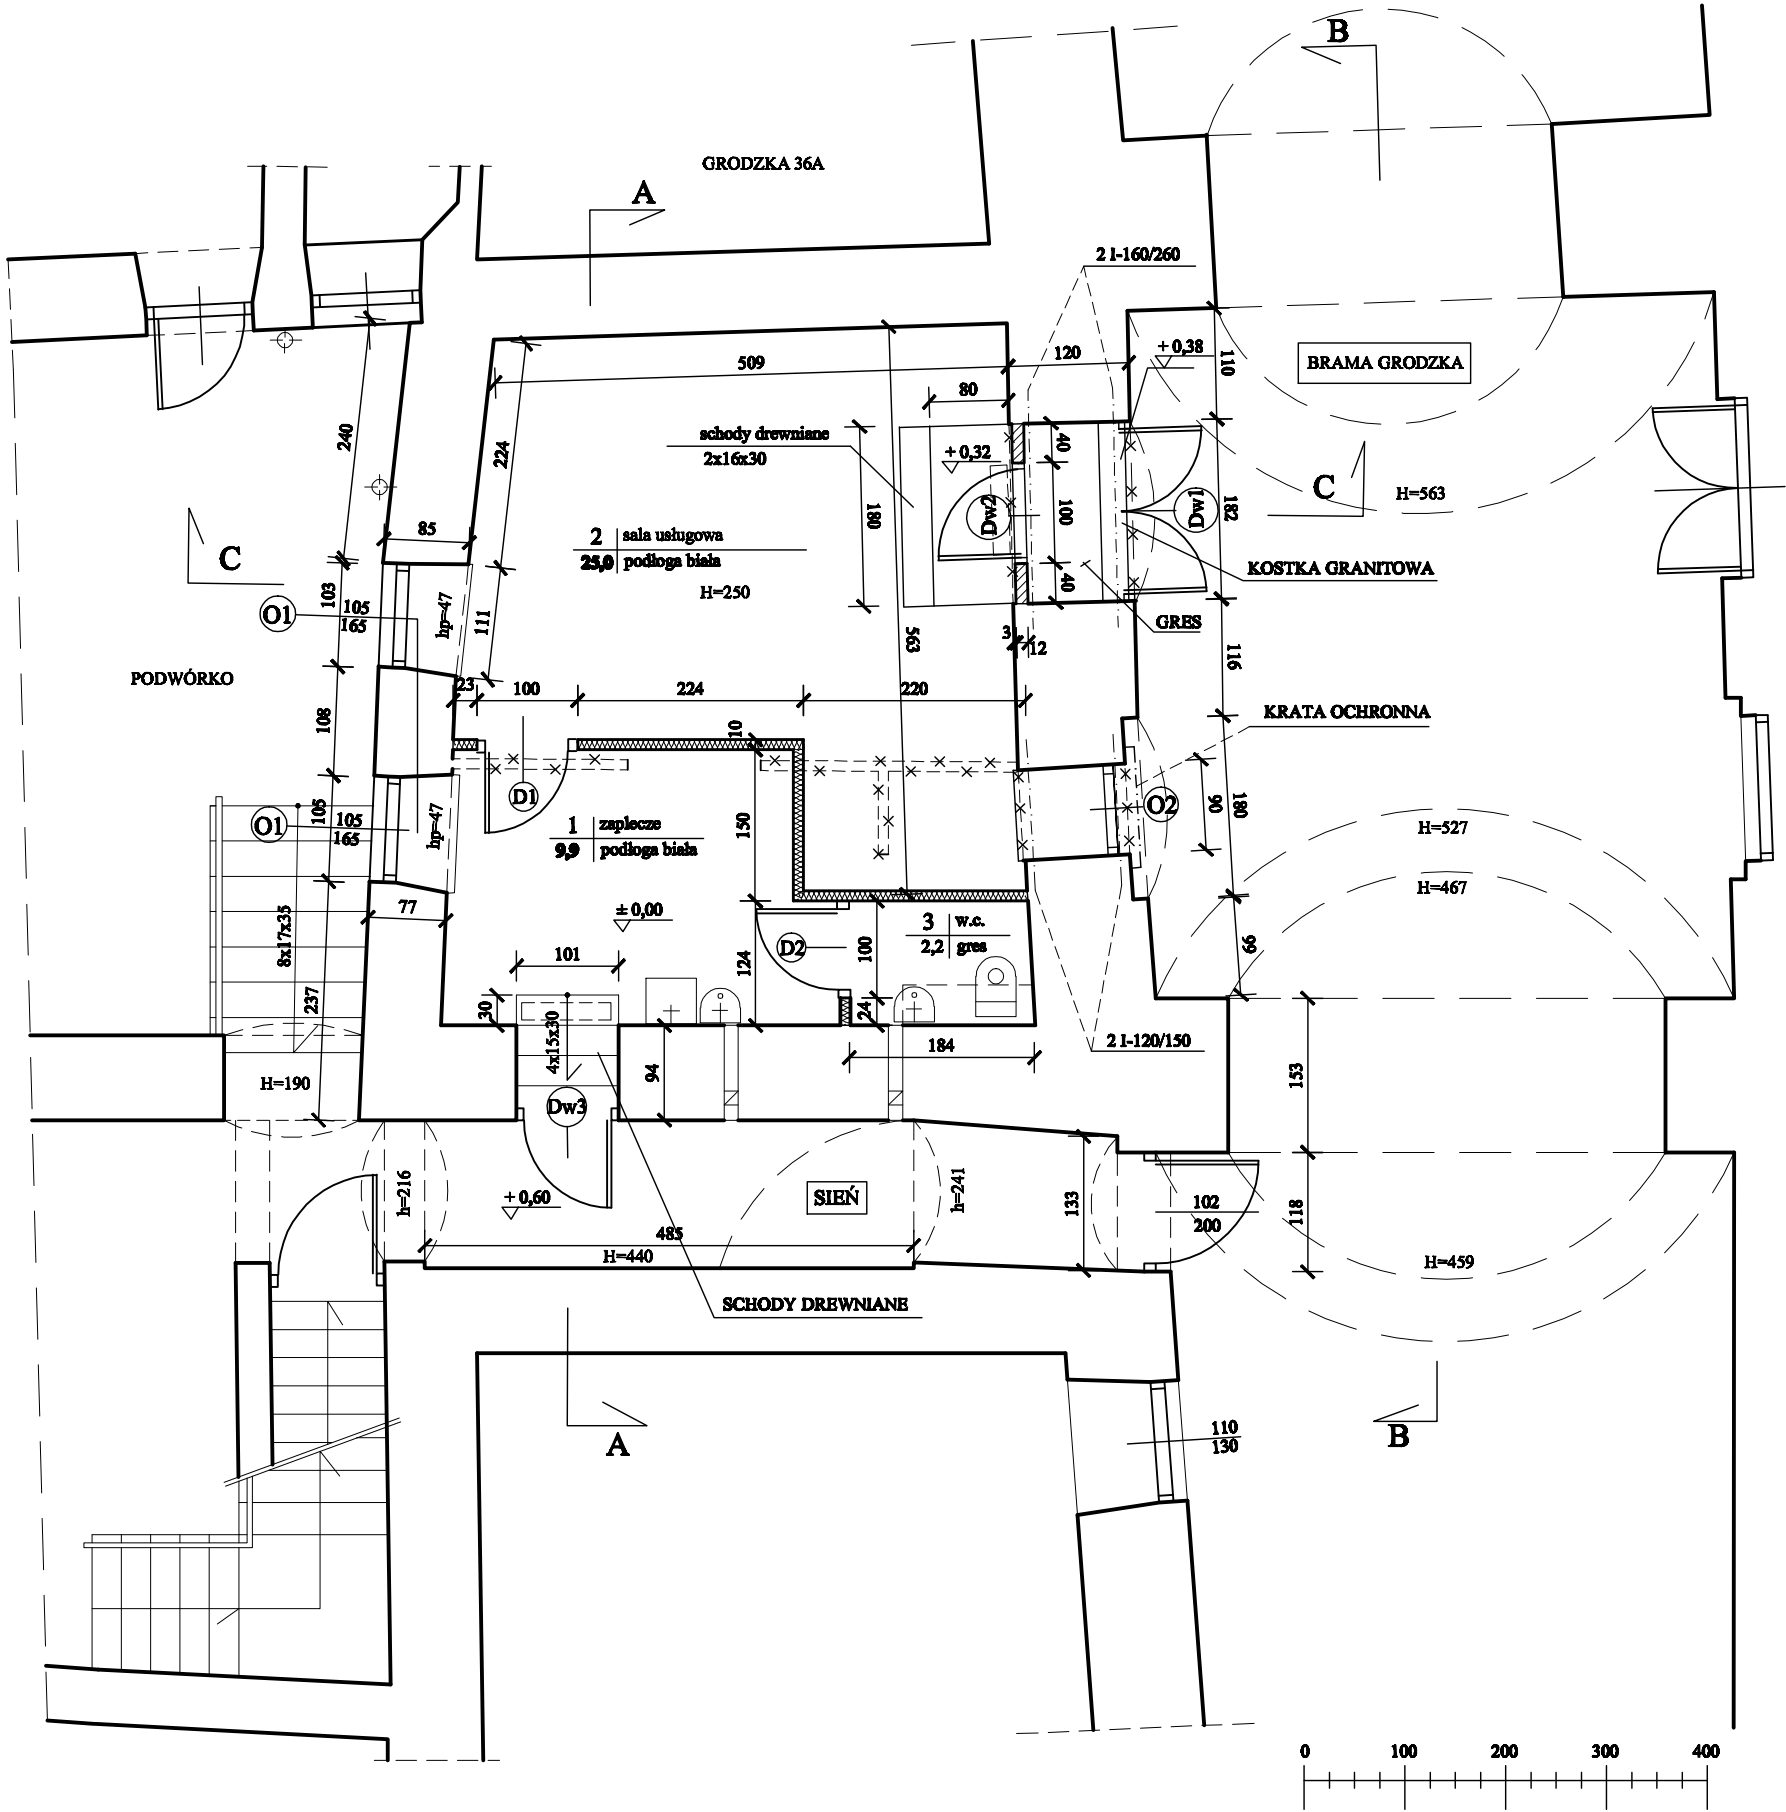 B
GRODZKA 36A
A
2 I-160/260
+ 0,38
BRAMA GRODZKA
110
509
120
80
240
224
schody drewniane
2x16x30
+ 0,32
40
C
H=563
180
Dw2
100
Dw1
182
85
2
sala usługowa
25,0
podłoga biała
C
KOSTKA GRANITOWA
H=250
40
103
O1
105
165
hp=47
111
GRES
563
3
12
116
PODWÓRKO
23
100
224
220
108
KRATA OCHRONNA
10
D1
O2
90
180
105
O1
105
165
hp=47
1
zaplecze
9,9
podłoga biała
150
H=527
H=467
77
± 0,00
3
w.c.
2,2
gres
8x17x35
D2
100
124
66
101
237
30
4x15x30
24
2 I-120/150
184
94
153
H=190
Dw3
h=216
+ 0,60
SIEŃ
h=241
133
102
200
118
485
H=440
H=459
SCHODY DREWNIANE
A
B
110
130
0
100
200
300
400